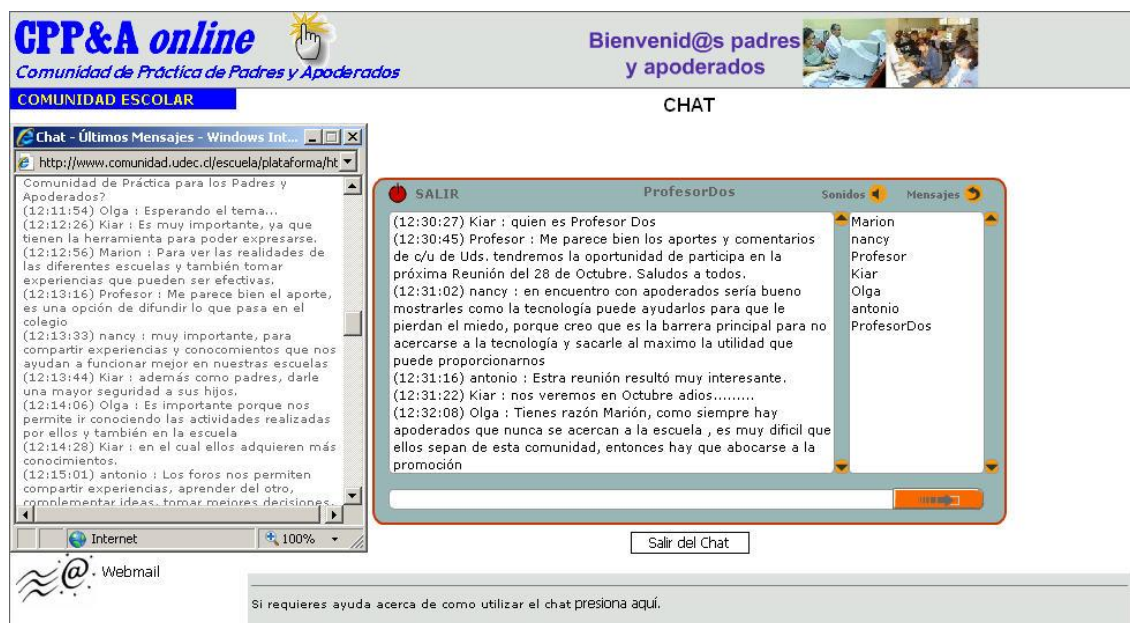 CPP&A online
Comunidad de Práctica de Padres y Apoderados
Bienvenid@s padres
y apoderados
COMUNIDAD ESCOLAR
CHAT
Chat - Últimos Mensajes - Windows Int...
http://www.comunidad.udec.cl/escuela/plataforma/ht
Comunidad de Práctica para los Padres y
Apoderados?
(12:11:54) Olga : Esperando el tema...
(12:12:26) Kiar : Es muy importante, ya que
tienen la herramienta para poder
expresarse.
(12:12:56) Marion : Para ver las realidades de
las diferentes escuelas y también tomar
experiencias que pueden ser efectivas.
(12:13:16) Profesor : Me parece bien el aporte,
es una opción de difundir lo que pasa en el
colegio
(12:13:33) nancy : muy importante, para
compartir experiencias y conocomientos que nos
ayudan a funcionar mejor en nuestras escuelas
(12:13:44) Kiar : además como padres, darle
una mayor seguridad a sus hijos.
(12:14:06) Olga : Es importante porque nos
permite ir conociendo las actividades realizadas
por ellos y también en la escuela
(12:14:28) Kiar : en el cual ellos adquieren más
conocimientos.
(12:15:01) antonio : Los foros nos permiten
compartir experiencias, aprender del otro,
complementar ideas, tomar mejores decisiones.
Internet
100%
SALIR
ProfesorDos
Sonidos
Mensajes
(12:30:27) Kiar : quien es Profesor Dos
(12:30:45) Profesor : Me parece bien los aportes y comentarios
de c/u de Uds. tendremos la oportunidad de participa en la
próxima Reunión del 28 de Octubre. Saludos a todos.
(12:31:02) nancy : en encuentro con apoderados sería bueno
mostrarles como la tecnología puede ayudarlos para que le
pierdan el miedo, porque creo que es la barrera principal para no
acercarse a la tecnología y sacarle al maximo la utilidad que
puede proporcionarnos
(12:31:16) antonio : Estra reunión resultó muy interesante.
(12:31:22) Kiar : nos veremos en Octubre adios.........
(12:32:08) Olga : Tienes razón Marión, como siempre hay
apoderados que nunca se acercan a la escuela , es muy dificil que
ellos sepan de esta comunidad, entonces hay que abocarse a la
promoción
Marion
nancy
Profesor
Kiar
Olga
antonio
ProfesorDos
Salir del Chat
Webmail
Si requieres ayuda acerca de como utilizar el chat presiona aquí.